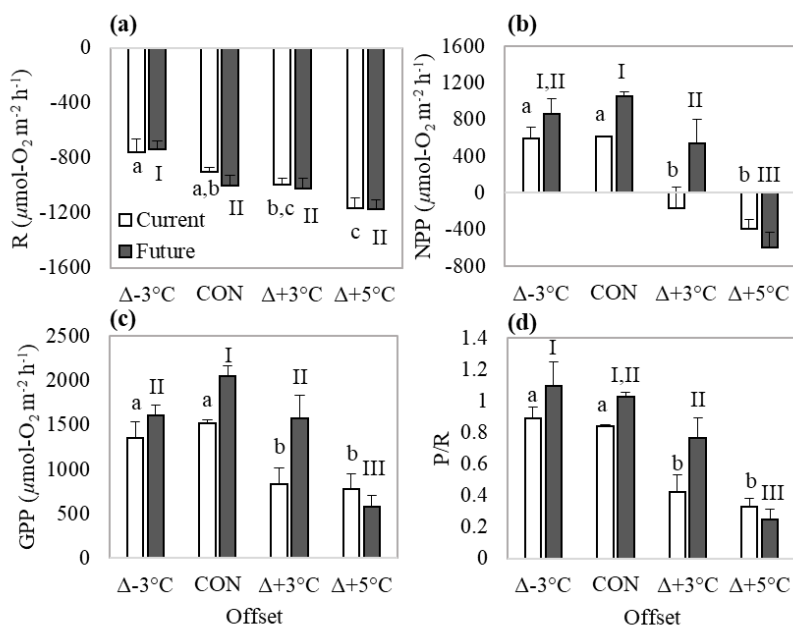 (a)
R (µmol-O₂ m⁻² h⁻¹)
0
-400
-800
-1200
-1600
a
I
a,b
II
b,c
II
c
II
Current
Future
Δ-3°C CON Δ+3°C Δ+5°C
(b)
NPP (µmol-O₂ m⁻² h⁻¹)
1600
1200
800
400
0
-400
-800
a
I,II
a
I
b
II
b
III
Δ-3°C CON Δ+3°C Δ+5°C
(c)
GPP (µmol-O₂ m⁻² h⁻¹)
2500
2000
1500
1000
500
0
a
II
a
I
b
II
b
III
Δ-3°C CON Δ+3°C Δ+5°C
Offset
(d)
P/R
1.4
1.2
1
0.8
0.6
0.4
0.2
0
a
I
a
I,II
b
II
b
III
Δ-3°C CON Δ+3°C Δ+5°C
Offset